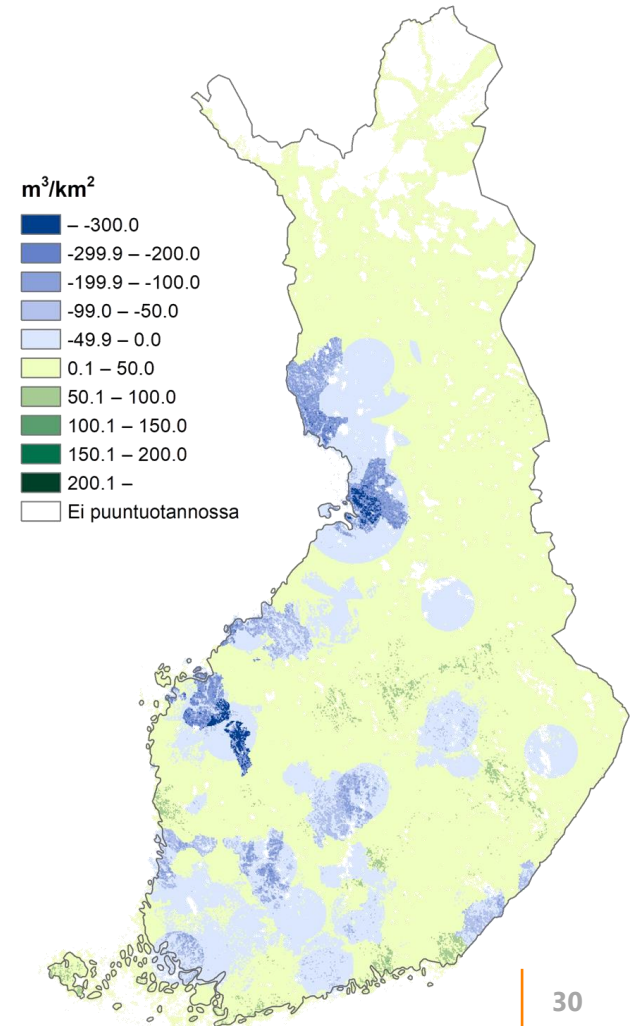 m³/km²
– -300.0
-299.9 – -200.0
-199.9 – -100.0
-99.0 – -50.0
-49.9 – 0.0
0.1 – 50.0
50.1 – 100.0
100.1 – 150.0
150.1 – 200.0
200.1 –
Ei puuntuotannossa
30